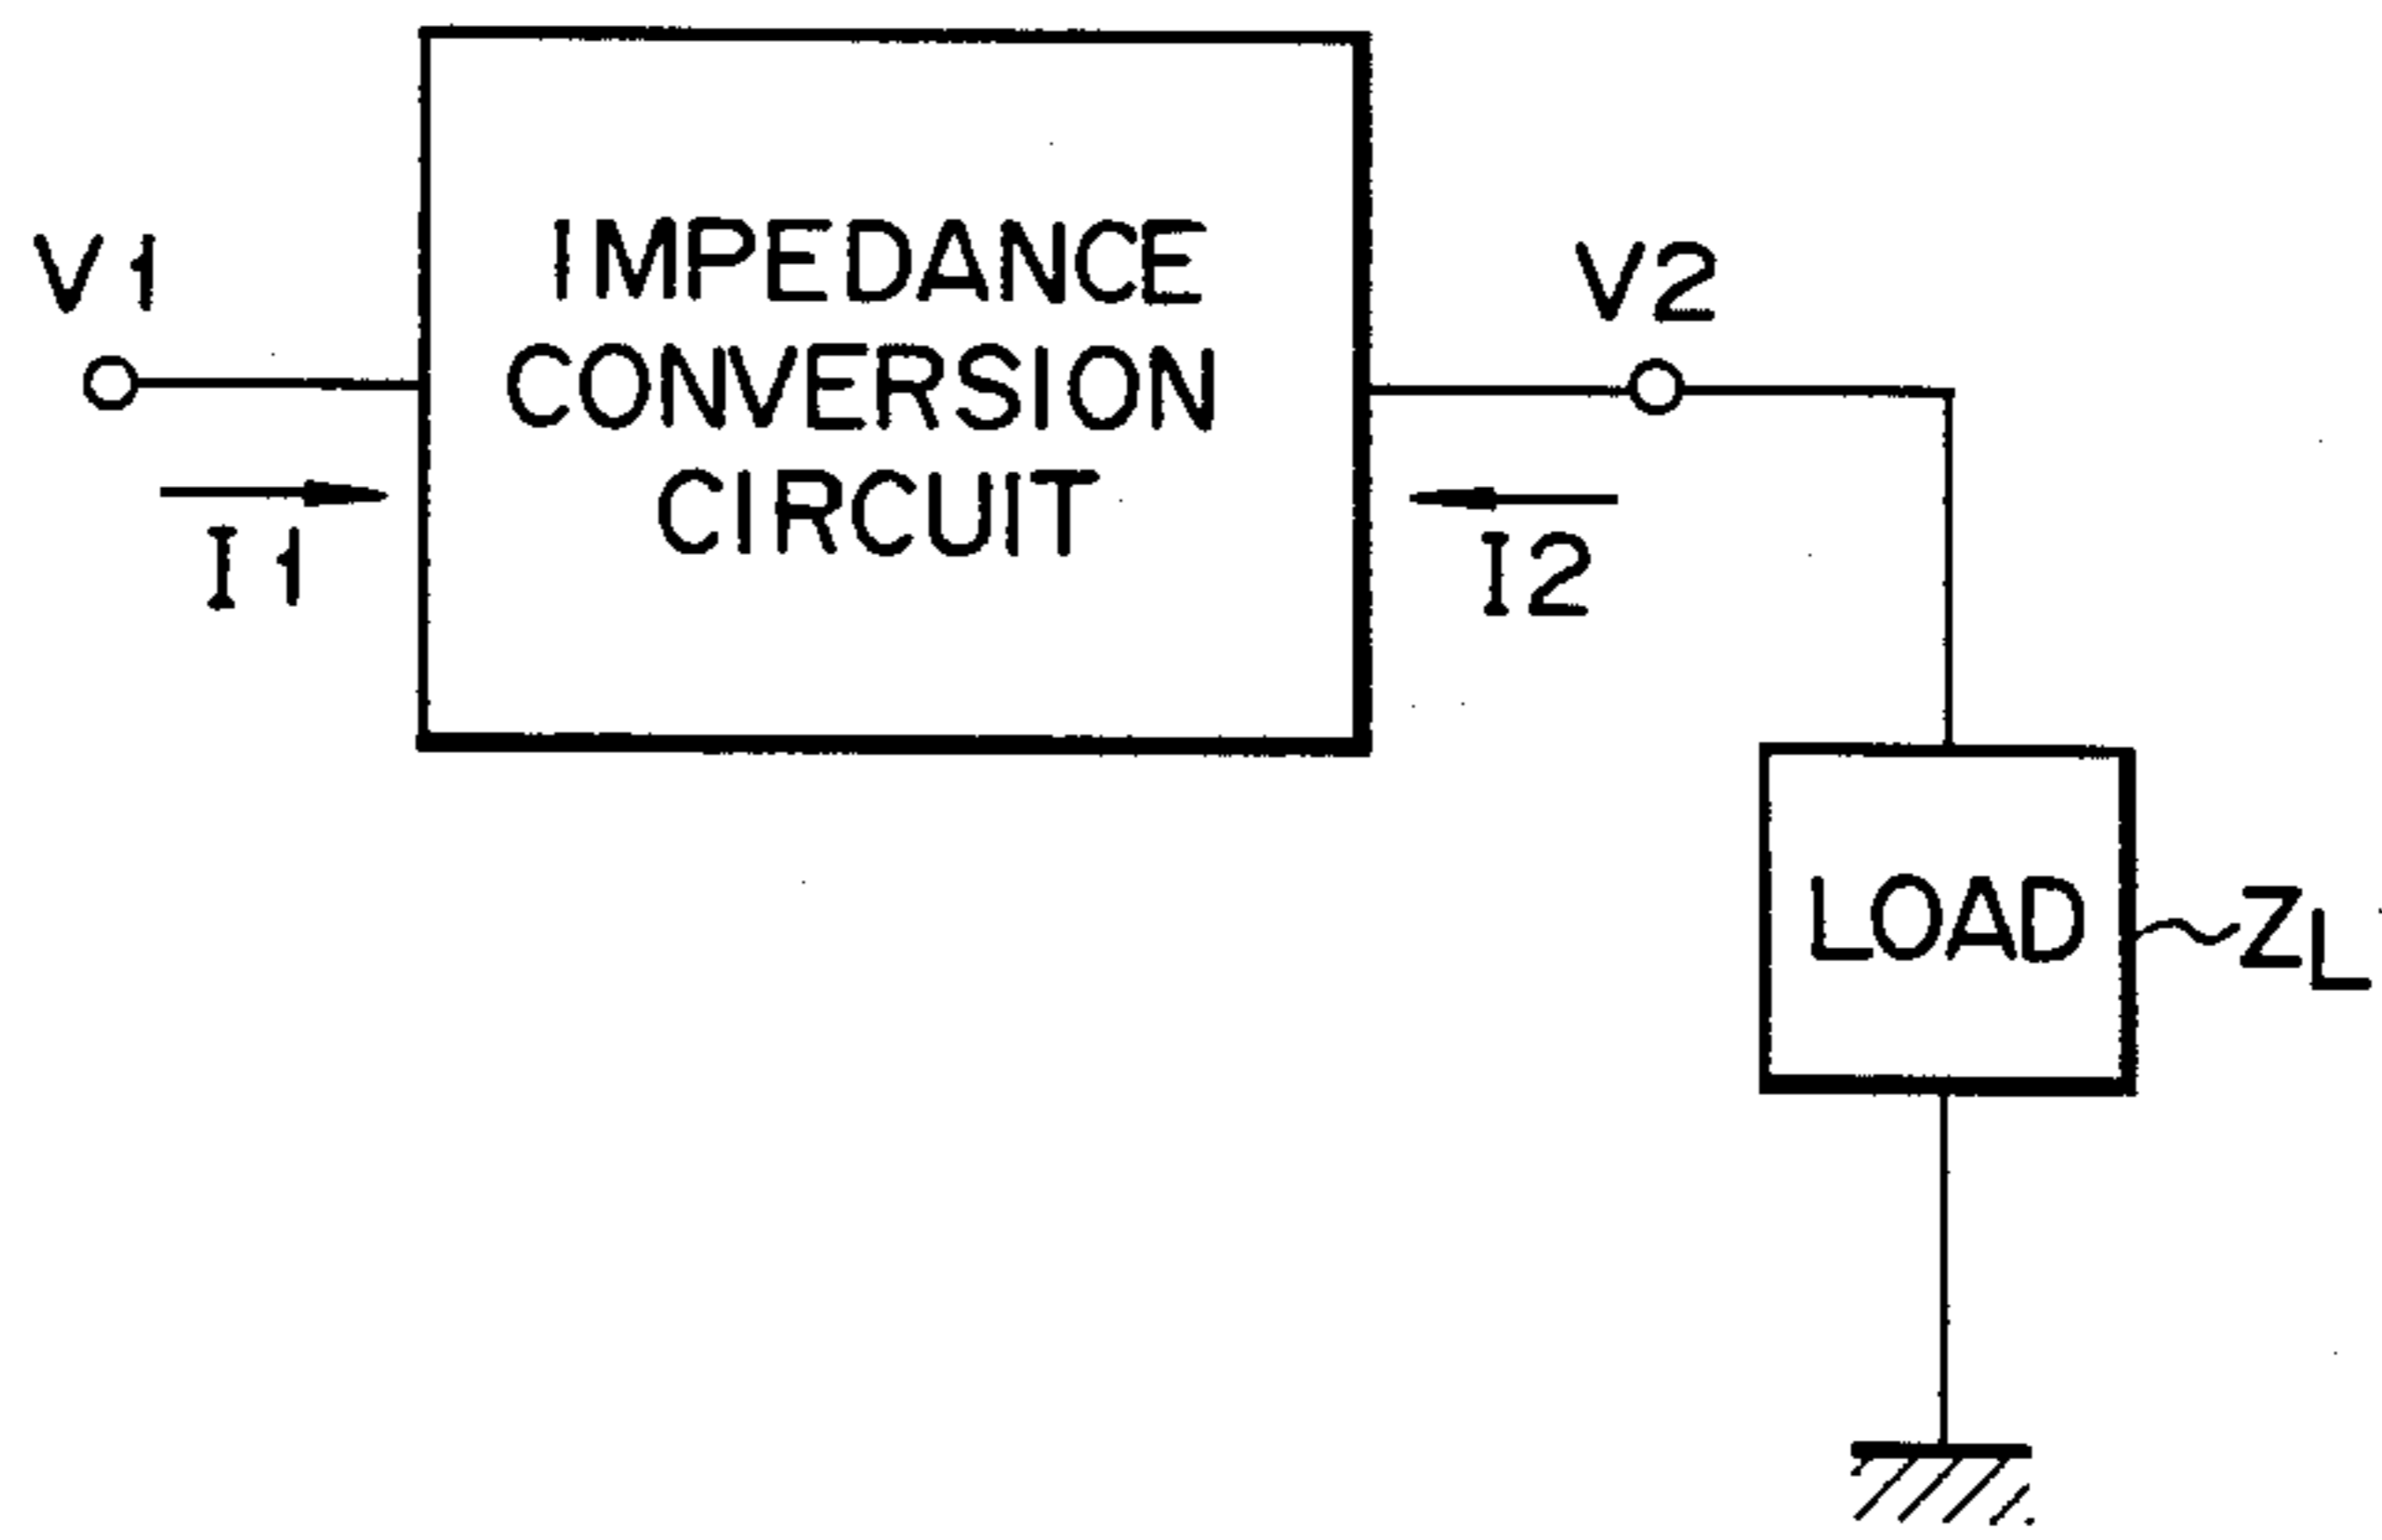 V1
I1
IMPEDANCE
CONVERSION
CIRCUIT
V2
I2
LOAD
ZL